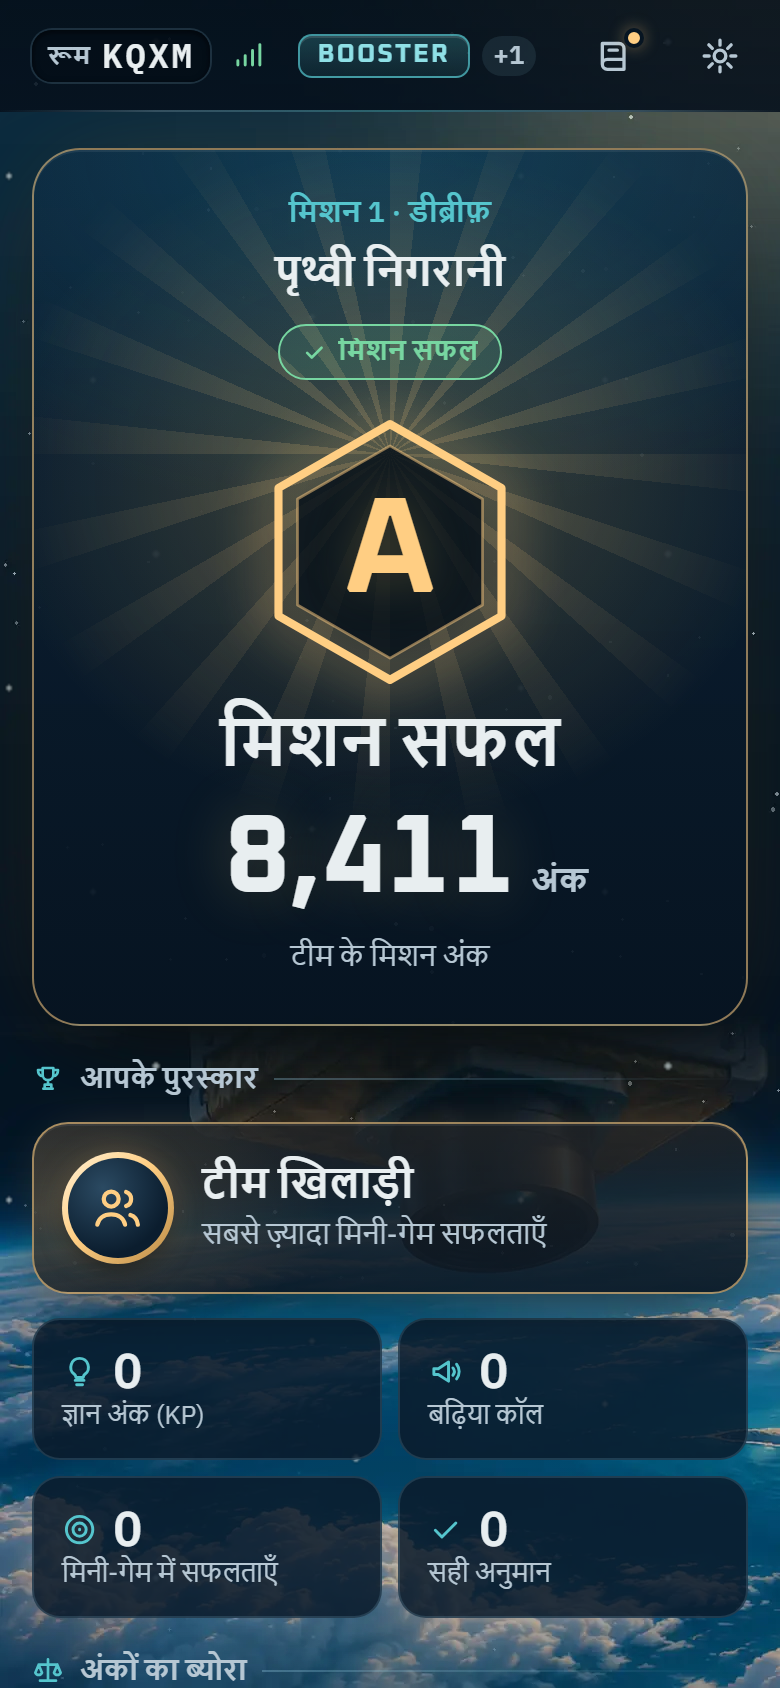 रूम KQXM BOOSTER +1
मिशन 1 · डीब्रीफ़
पृथ्वी निगरानी
मिशन सफल
A
मिशन सफल
8,411 अंक
टीम के मिशन अंक
आपके पुरस्कार
टीम खिलाड़ी
सबसे ज़्यादा मिनी-गेम सफलताएँ
0
ज्ञान अंक (KP)
0
बढ़िया कॉल
0
मिनी-गेम में सफलताएँ
0
सही अनुमान
अंकों का ब्योरा